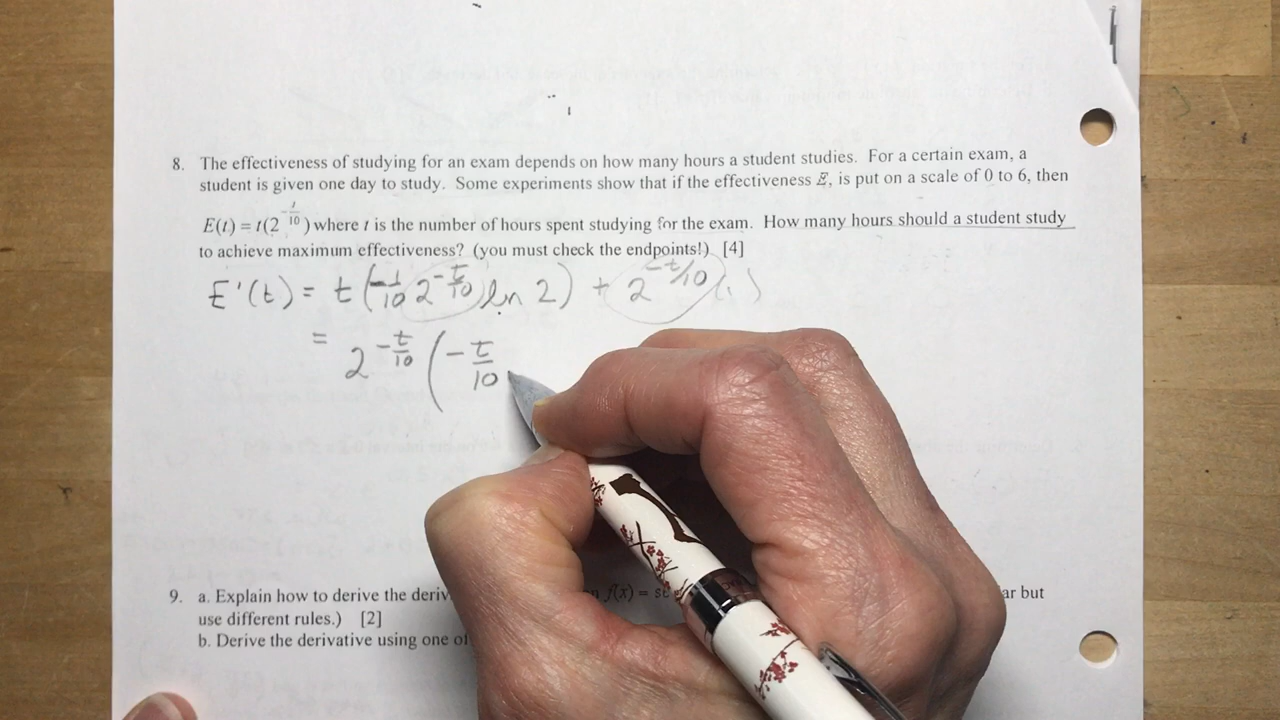 8. The effectiveness of studying for an exam depends on how many hours a student studies. For a certain exam, a
student is given one day to study. Some experiments show that if the effectiveness E, is put on a scale of 0 to 6, then
E(t) = t(2^{-t/10}) where t is the number of hours spent studying for the exam. How many hours should a student study
to achieve maximum effectiveness? (you must check the endpoints!) [4]
E'(t) = t(-1/10 2^{-t/10} ln 2) + 2^{-t/10}(1)
= 2^{-t/10} (-t/10
9. a. Explain how to derive the f(x) = but
use different rules.) [2]
b. Derive the derivative using one of